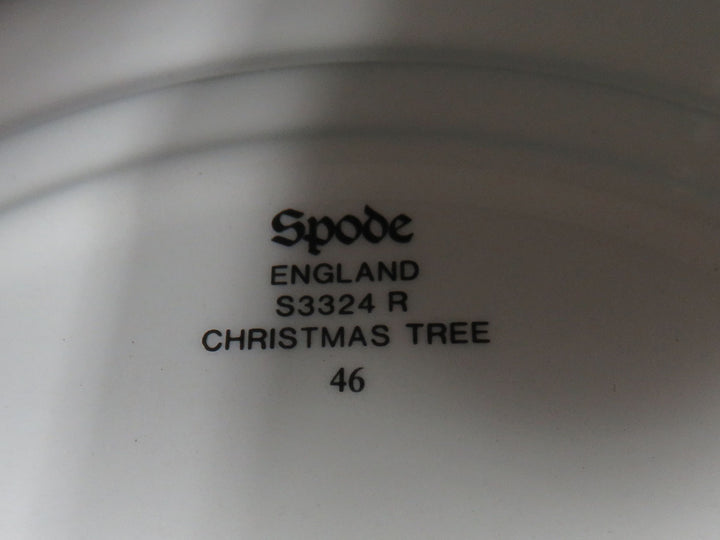 Spode
ENGLAND
S3324 R
CHRISTMAS TREE
46